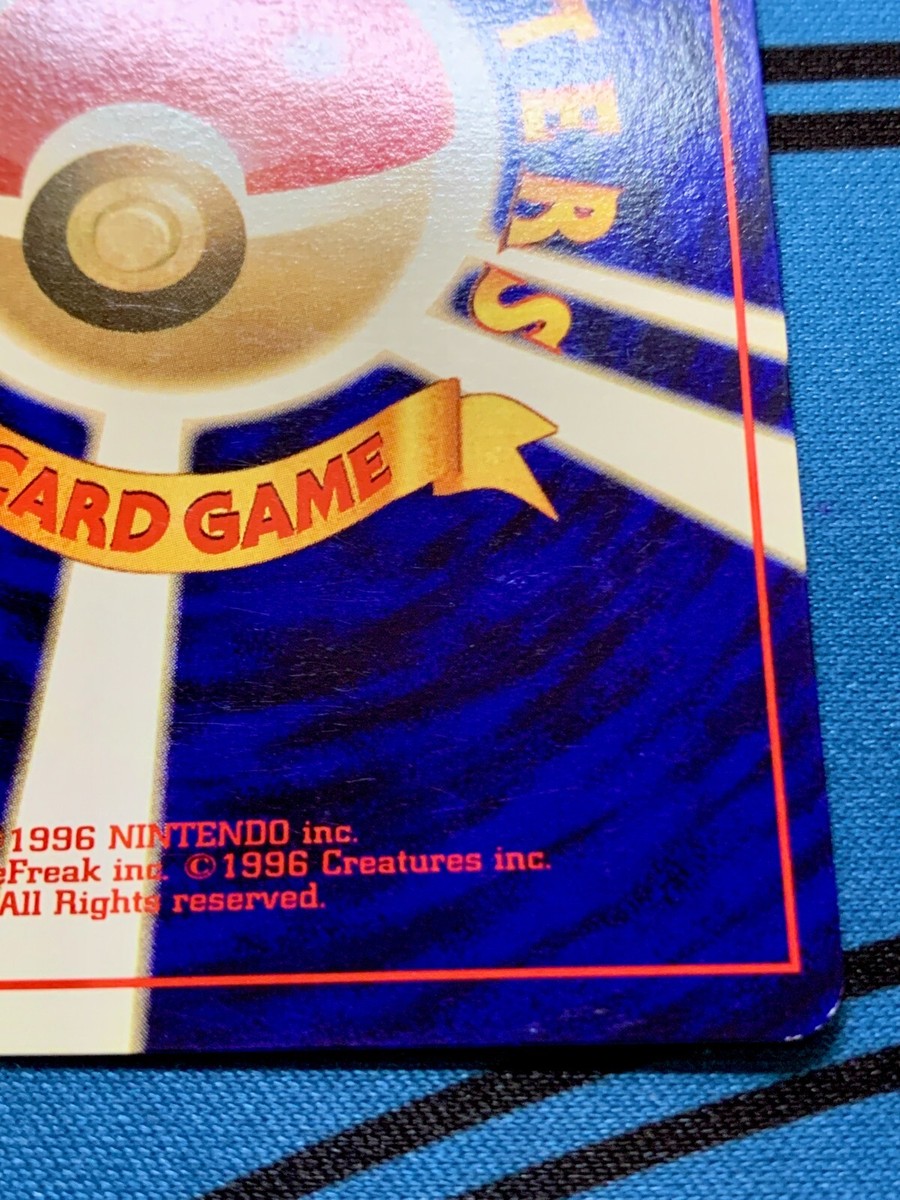 TERS
CARD GAME
1996 NINTENDO inc.
eFreak inc. ©1996 Creatures inc.
All Rights reserved.